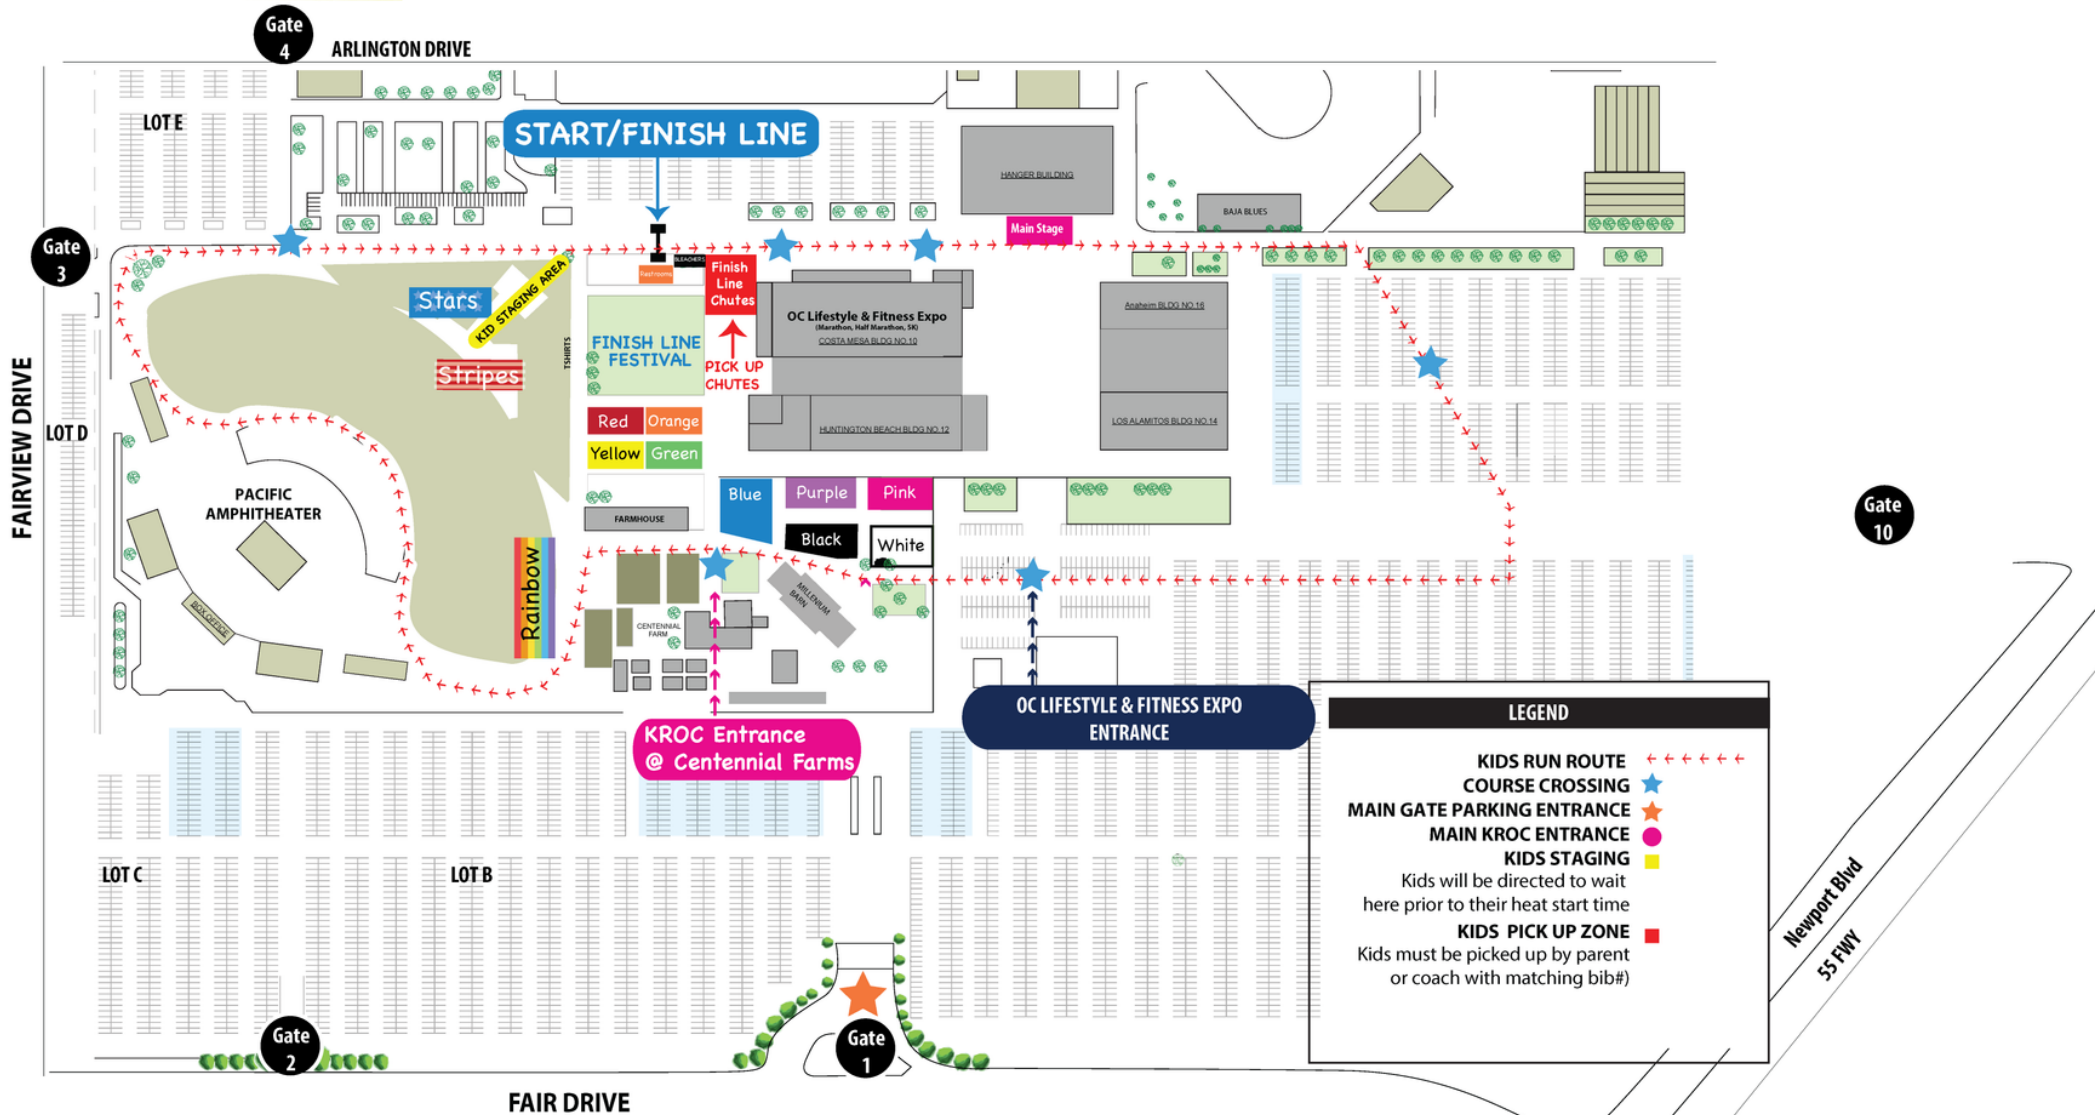 Gate
4
ARLINGTON DRIVE
LOT E
START/FINISH LINE
HANGER BUILDING
BAJA BLUES
Main Stage
Gate
3
BLEACHERS
Restrooms
Finish
Line
Chutes
KID STAGING AREA
Stars
TSHIRTS
Stripes
FINISH LINE
FESTIVAL
PICK UP
CHUTES
OC Lifestyle & Fitness Expo
(Marathon, Half Marathon, 5K)
COSTA MESA BLDG NO.10
Anaheim BLDG NO.16
HUNTINGTON BEACH BLDG NO.12
LOS ALAMITOS BLDG NO.14
FAIRVIEW DRIVE
LOT D
Red
Orange
Yellow
Green
PACIFIC
AMPHITHEATER
Blue
Purple
Pink
Black
White
FARMHOUSE
Gate
10
Rainbow
BOX OFFICE
CENTENNIAL
FARM
MILLENIUM
BARN
KROC Entrance
@ Centennial Farms
OC LIFESTYLE & FITNESS EXPO
ENTRANCE
LEGEND
KIDS RUN ROUTE
COURSE CROSSING
MAIN GATE PARKING ENTRANCE
MAIN KROC ENTRANCE
KIDS STAGING
Kids will be directed to wait
here prior to their heat start time
KIDS PICK UP ZONE
Kids must be picked up by parent
or coach with matching bib#)
LOT C
LOT B
Newport Blvd
55 FWY
Gate
2
Gate
1
FAIR DRIVE